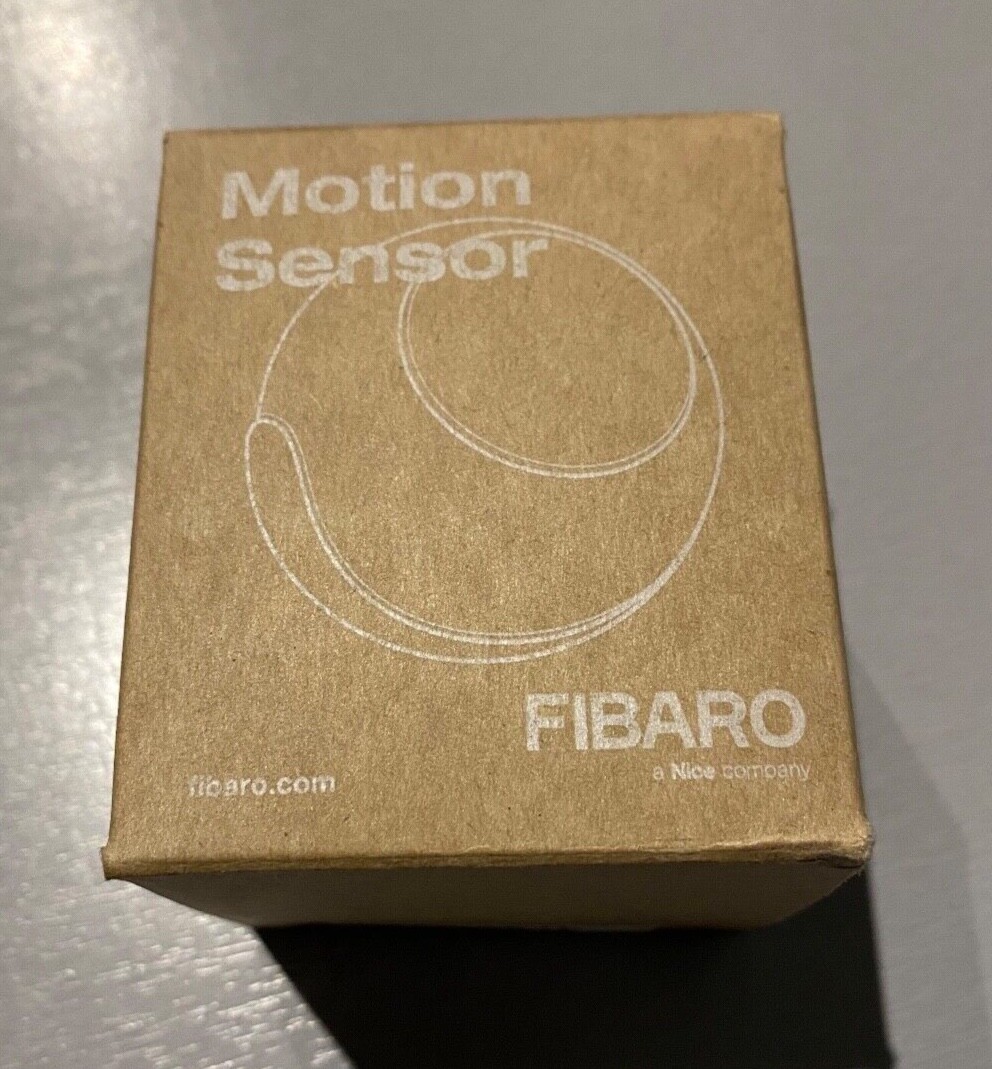 Motion
Sensor
FIBARO
a Nice company
fibaro.com